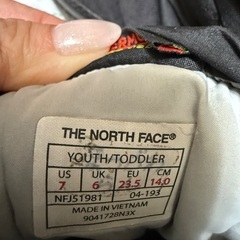 THE NORTH FACE®
YOUTH/TODDLER
US UK EU CM
7 6 23.5 14.0
NFJ51981 04-193
MADE IN VIETNAM
9041728N3X